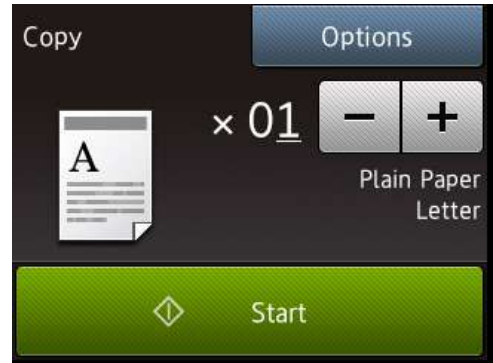 Copy
Options
× 01
− +
A
Plain Paper
Letter
Start